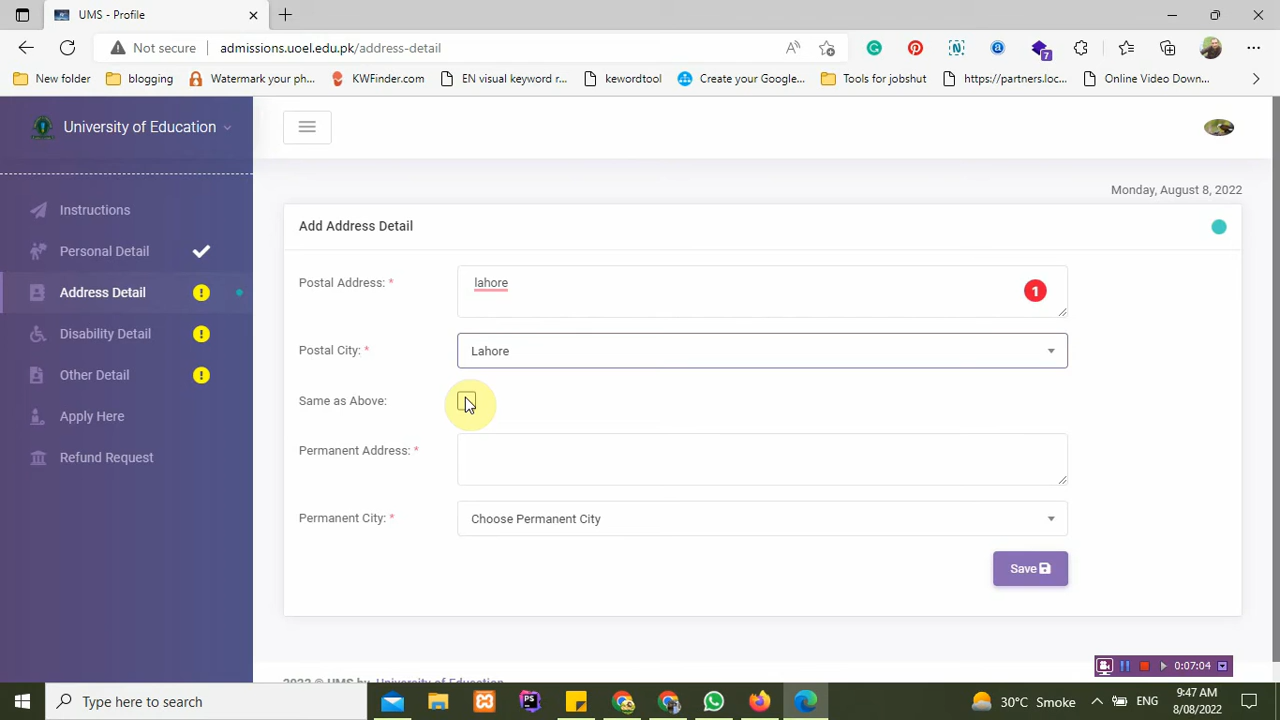 UMS - Profile
Not secure admissions.uoel.edu.pk/address-detail
New folder blogging Watermark your ph... KWFinder.com EN visual keyword r... kewordtool Create your Google... Tools for jobshut https://partners.loc... Online Video Down...
7
University of Education
Monday, August 8, 2022
Instructions
Personal Detail
Address Detail
Disability Detail
Other Detail
Apply Here
Refund Request
Add Address Detail
Postal Address: * lahore 1
Postal City: * Lahore
Same as Above:
Permanent Address: *
Permanent City: * Choose Permanent City
Save
0:07:04
2022 © UMS by University of Education
Type here to search
PS
30°C Smoke ENG
9:47 AM
8/08/2022